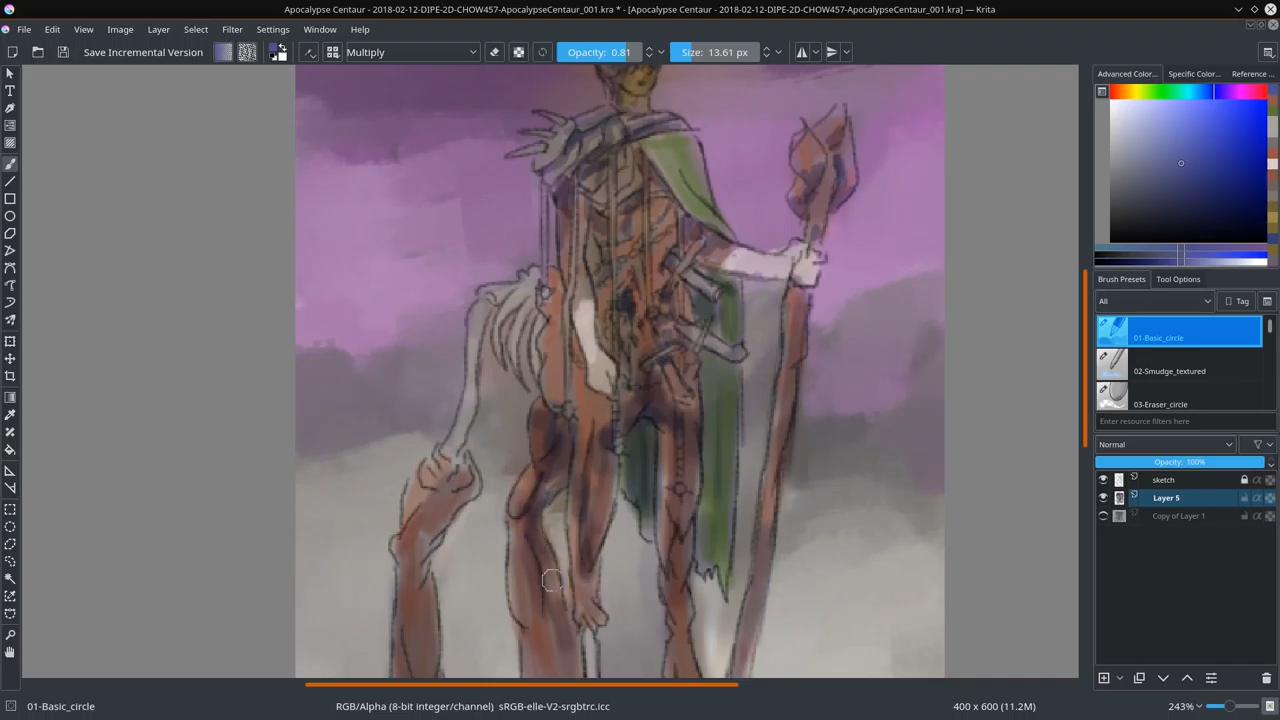 Apocalypse Centaur - 2018-02-12-DIPE-2D-CHOW457-ApocalypseCentaur_001.kra * - [Apocalypse Centaur - 2018-02-12-DIPE-2D-CHOW457-ApocalypseCentaur_001.kra] — Krita
File Edit View Image Layer Select Filter Settings Window Help
Save Incremental Version Multiply Opacity: 0.81 Size: 13.61 px
Advanced Color... Specific Color... Reference ...
Brush Presets Tool Options
All Tag
01-Basic_circle
02-Smudge_textured
03-Eraser_circle
Enter resource filters here
Normal
Opacity: 100%
sketch
Layer 5
Copy of Layer 1
01-Basic_circle RGB/Alpha (8-bit integer/channel) sRGB-elle-V2-srgbtrc.icc 400 x 600 (11.2M) 243%